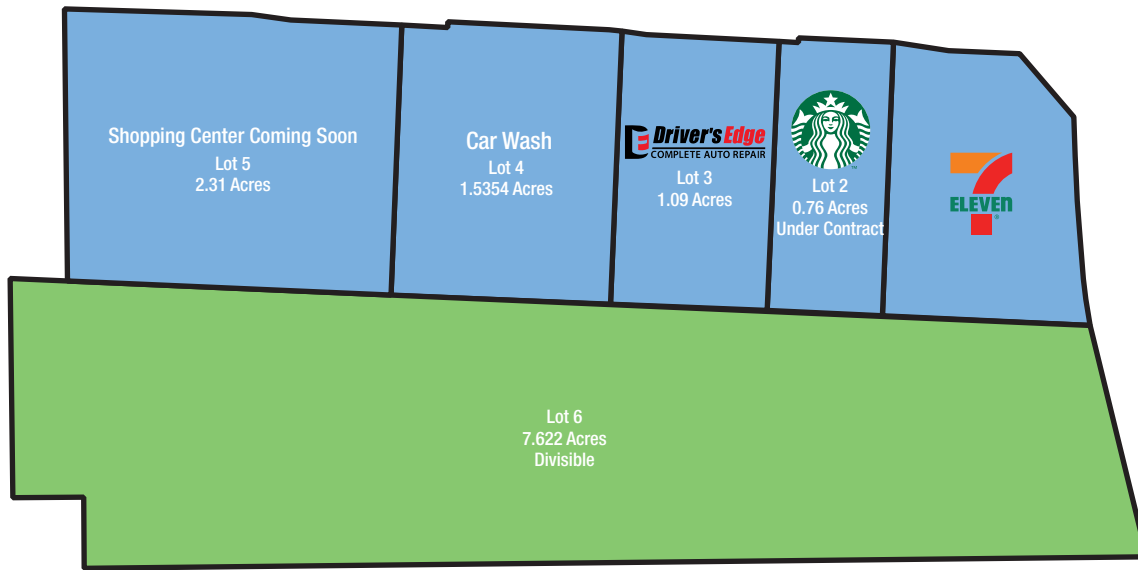 Shopping Center Coming Soon
Lot 5
2.31 Acres
Car Wash
Lot 4
1.5354 Acres
Driver's Edge
COMPLETE AUTO REPAIR
Lot 3
1.09 Acres
TM
Lot 2
0.76 Acres
Under Contract
7
ELEVEn
®
Lot 6
7.622 Acres
Divisible